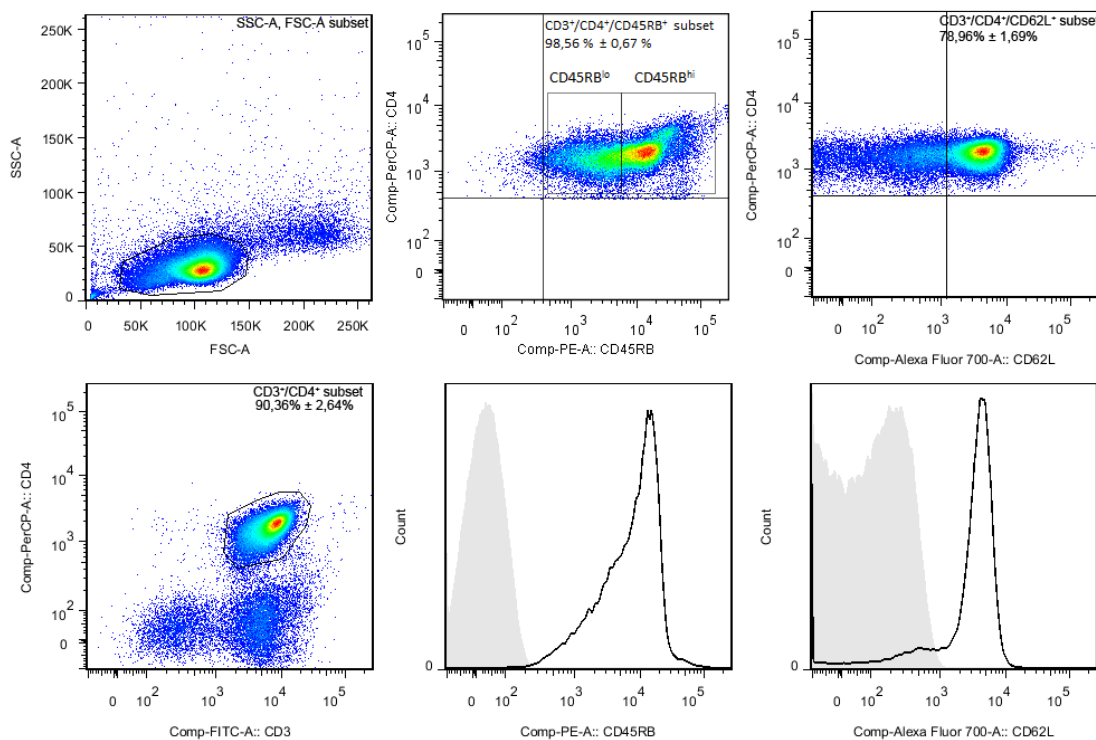 SSC-A, FSC-A subset
250K
200K
150K
100K
50K
0
SSC-A
0 50K 100K 150K 200K 250K
FSC-A
CD3⁺/CD4⁺/CD45RB⁺ subset
98,56 % ± 0,67 %
CD45RBˡᵒ CD45RBʰⁱ
10⁵
10⁴
10³
10²
0
Comp-PerCP-A:: CD4
0 10² 10³ 10⁴ 10⁵
Comp-PE-A:: CD45RB
CD3⁺/CD4⁺/CD62L⁺ subset
78,96% ± 1,69%
10⁵
10⁴
10³
10²
0
Comp-PerCP-A:: CD4
0 10² 10³ 10⁴ 10⁵
Comp-Alexa Fluor 700-A:: CD62L
CD3⁺/CD4⁺ subset
90,36% ± 2,64%
10⁵
10⁴
10³
10²
0
Comp-PerCP-A:: CD4
0 10² 10³ 10⁴ 10⁵
Comp-FITC-A:: CD3
Count
0
0 10² 10³ 10⁴ 10⁵
Comp-PE-A:: CD45RB
Count
0
0 10² 10³ 10⁴ 10⁵
Comp-Alexa Fluor 700-A:: CD62L